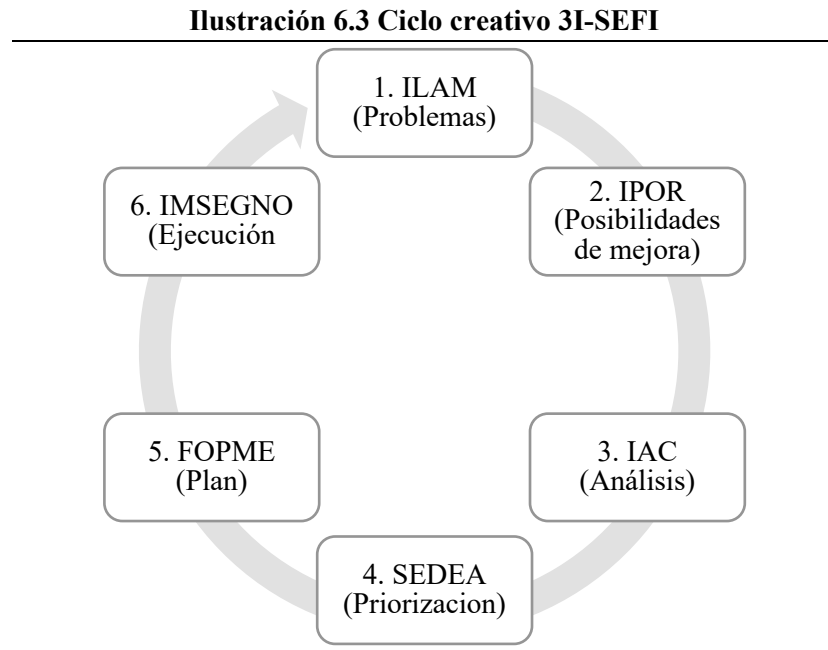 Ilustración 6.3 Ciclo creativo 3I-SEFI
1. ILAM
(Problemas)
2. IPOR
(Posibilidades
de mejora)
3. IAC
(Análisis)
4. SEDEA
(Priorizacion)
5. FOPME
(Plan)
6. IMSEGNO
(Ejecución